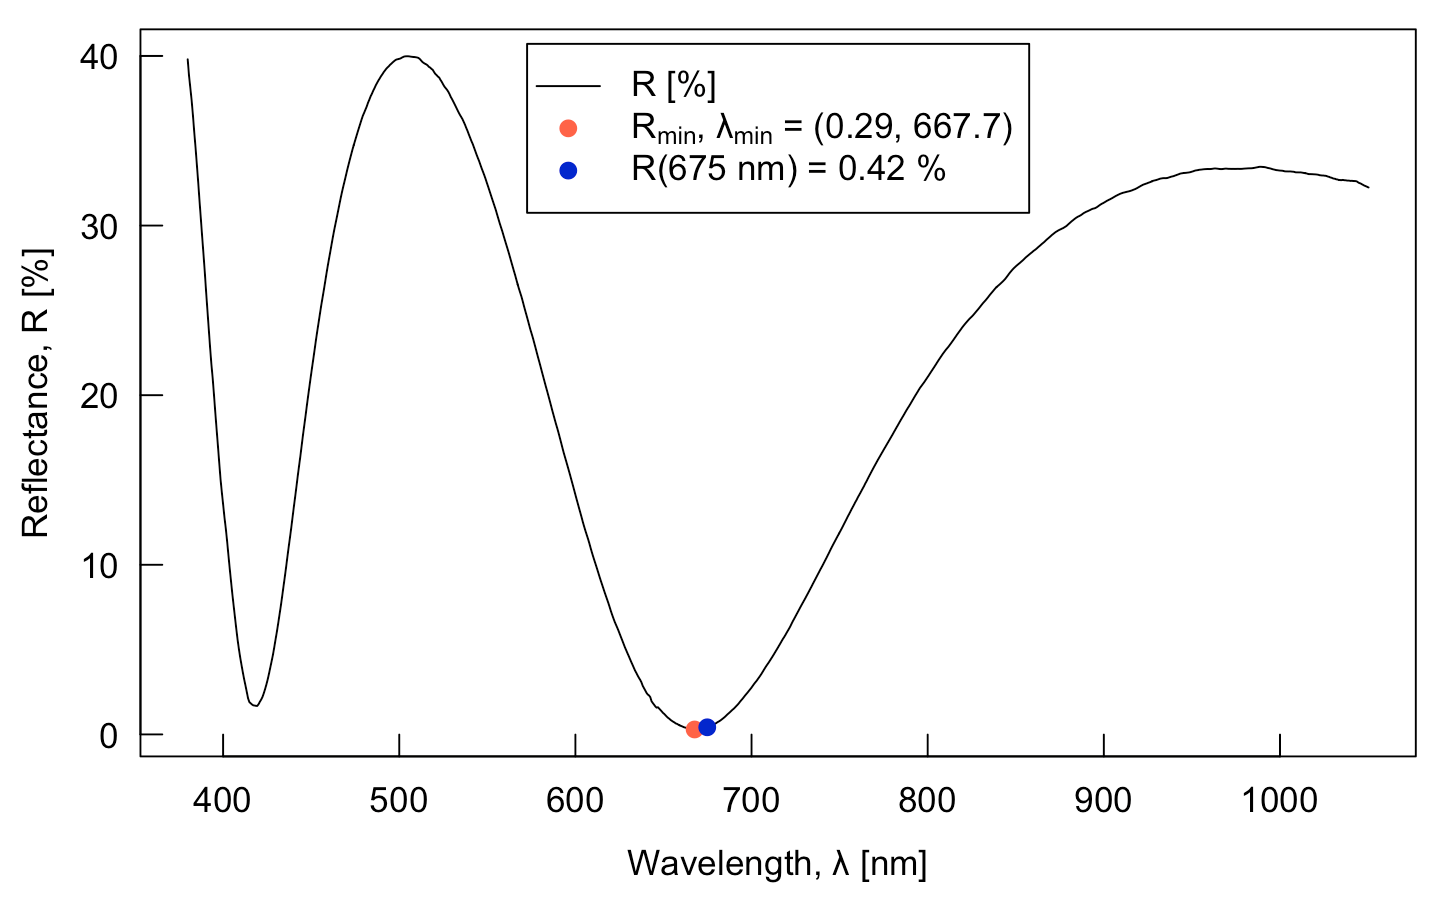 R [%]
Rmin, λmin = (0.29, 667.7)
R(675 nm) = 0.42 %
40
30
20
10
0
Reflectance, R [%]
400 500 600 700 800 900 1000
Wavelength, λ [nm]